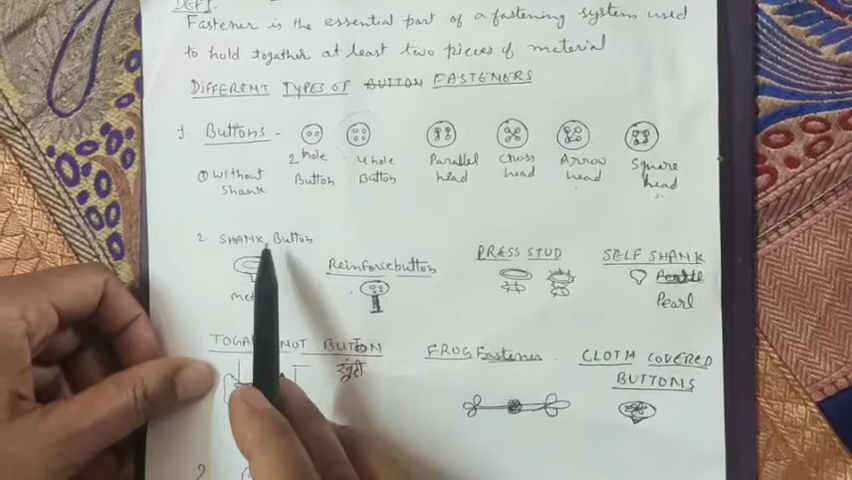 DEF:
Fastener is the essential part of a fastening system used
to hold together at least two pieces of material
DIFFERENT TYPES OF BUTTON FASTENERS
1 Buttons -
① without shank
2 hole Button
4 hole Button
Parallel head
Cross head
Arrow head
Square head
2. SHANK Button
Reinforce button
PRESS STUD
SELF SHANK
Pearl
NOT BUTTON
खूंटी
FROG Fastener
CLOTH COVERED
BUTTONS
2